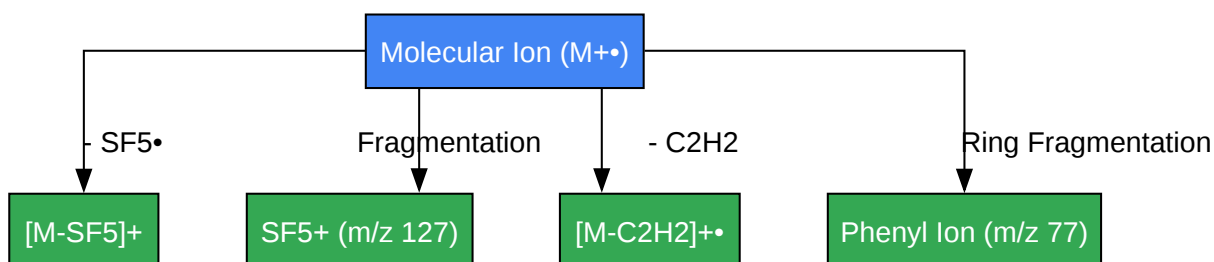 Molecular Ion (M+•)
- SF5•
Fragmentation
- C2H2
Ring Fragmentation
[M-SF5]+
SF5+ (m/z 127)
[M-C2H2]+•
Phenyl Ion (m/z 77)